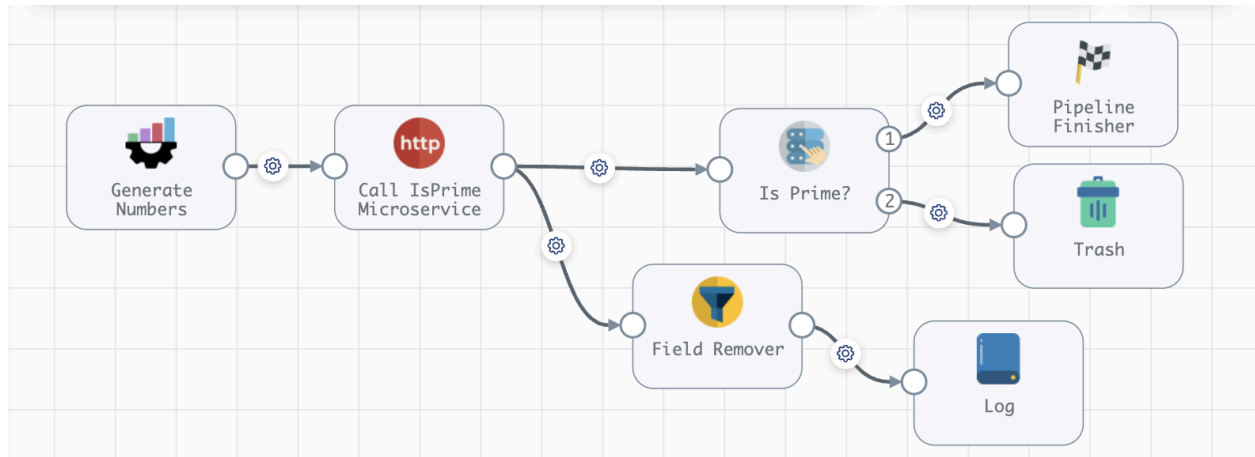 Generate
Numbers
http
Call IsPrime
Microservice
Is Prime?
1
2
Pipeline
Finisher
Trash
Field Remover
Log